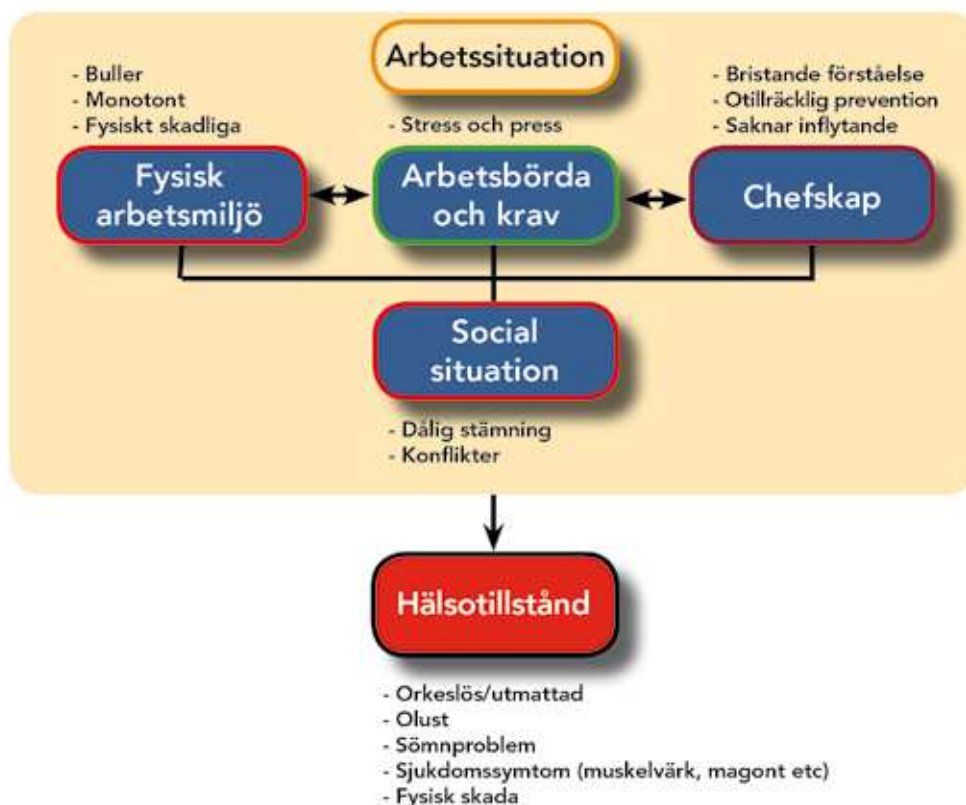 Arbetssituation
- Buller
- Monotont
- Fysiskt skadliga
Fysisk
arbetsmiljö
- Stress och press
Arbetsbörda
och krav
- Bristande förståelse
- Otillräcklig prevention
- Saknar inflytande
Chefskap
Social
situation
- Dålig stämning
- Konflikter
Hälsotillstånd
- Orkeslös/utmattad
- Olust
- Sömnproblem
- Sjukdomssymtom (muskelvärk, magont etc)
- Fysisk skada